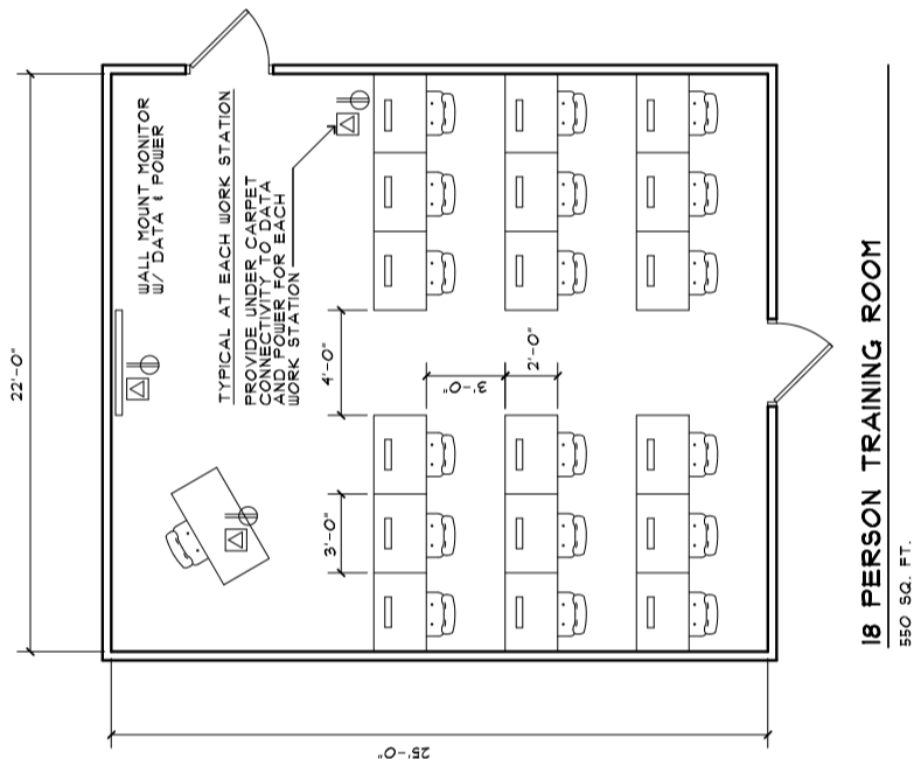 22'-0"
WALL MOUNT MONITOR
W/ DATA & POWER
TYPICAL AT EACH WORK STATION
PROVIDE UNDER CARPET
CONNECTIVITY TO DATA
AND POWER FOR EACH
WORK STATION
4'-0"
3'-0"
2'-0"
3'-0"
25'-0"
18 PERSON TRAINING ROOM
550 SQ. FT.